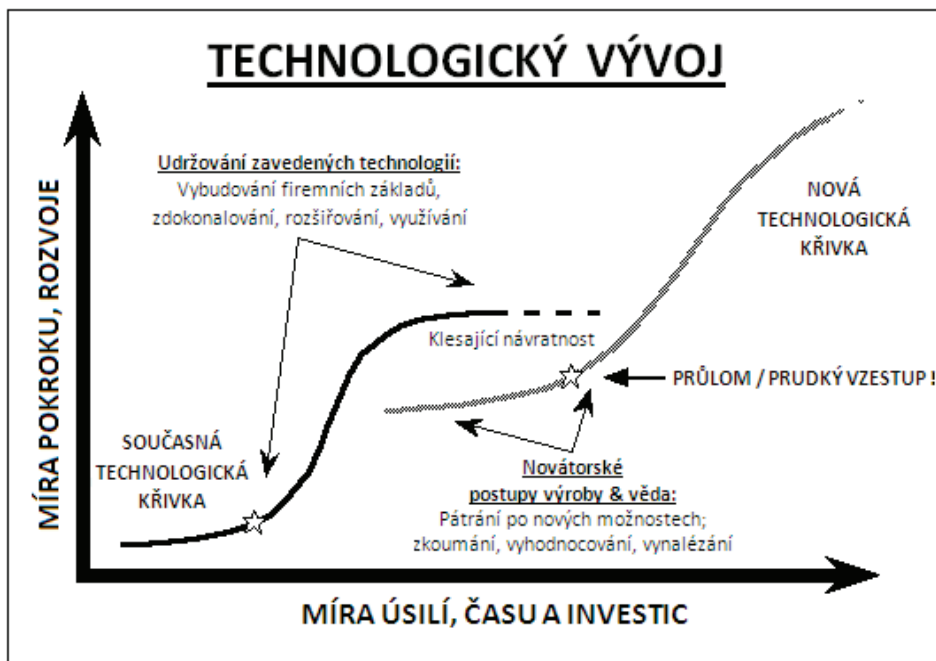 TECHNOLOGICKÝ VÝVOJ
MÍRA POKROKU, ROZVOJE
Udržování zavedených technologií:
Vybudování firemních základů,
zdokonalování, rozšiřování, využívání
NOVÁ
TECHNOLOGICKÁ
KŘIVKA
Klesající návratnost
PRŮLOM / PRUDKÝ VZESTUP !
SOUČASNÁ
TECHNOLOGICKÁ
KŘIVKA
Novátorské
postupy výroby & věda:
Pátrání po nových možnostech;
zkoumání, vyhodnocování, vynalézání
MÍRA ÚSILÍ, ČASU A INVESTIC